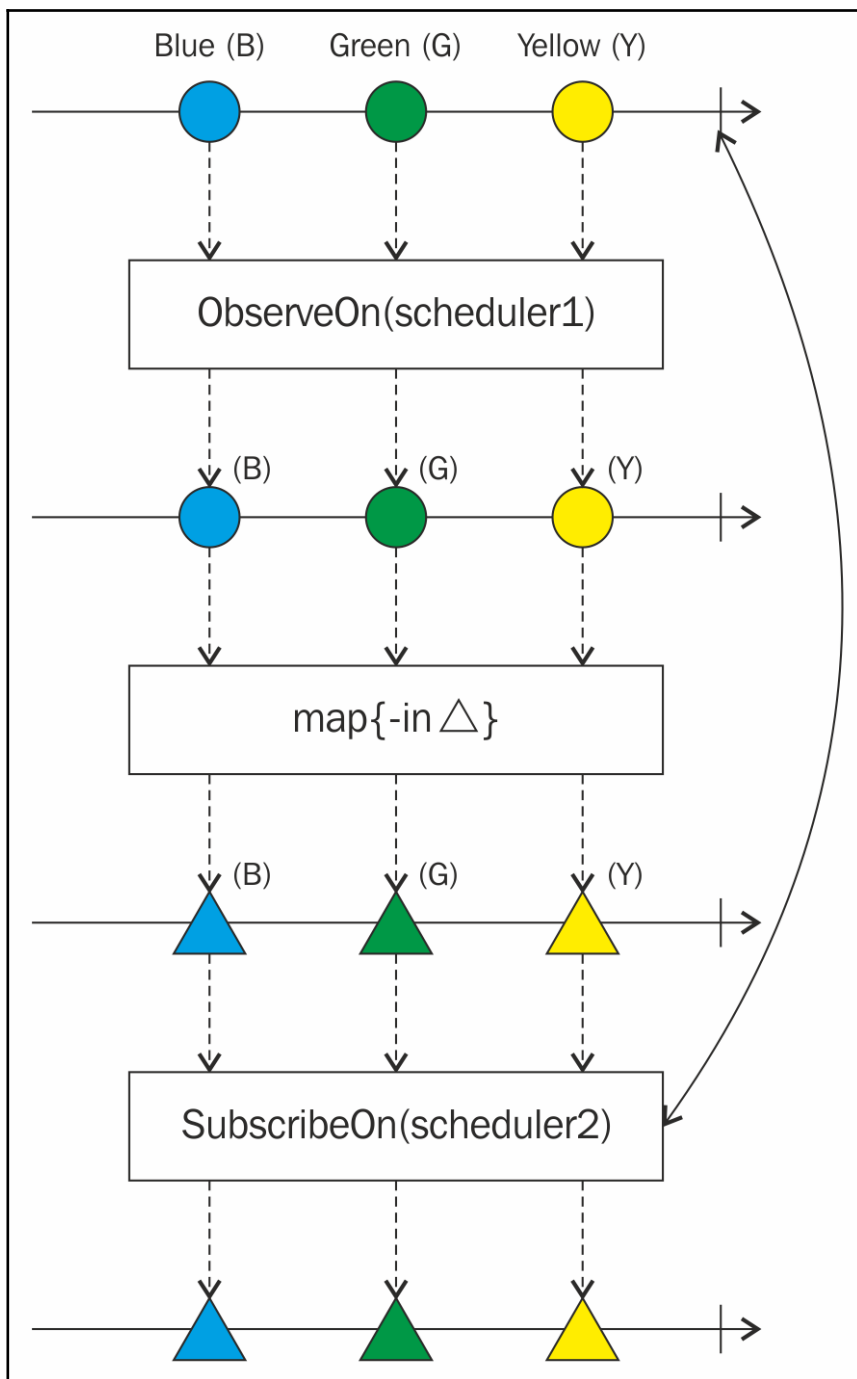 Blue (B) Green (G) Yellow (Y)
ObserveOn(scheduler1)
(B) (G) (Y)
map{-in △}
(B) (G) (Y)
SubscribeOn(scheduler2)